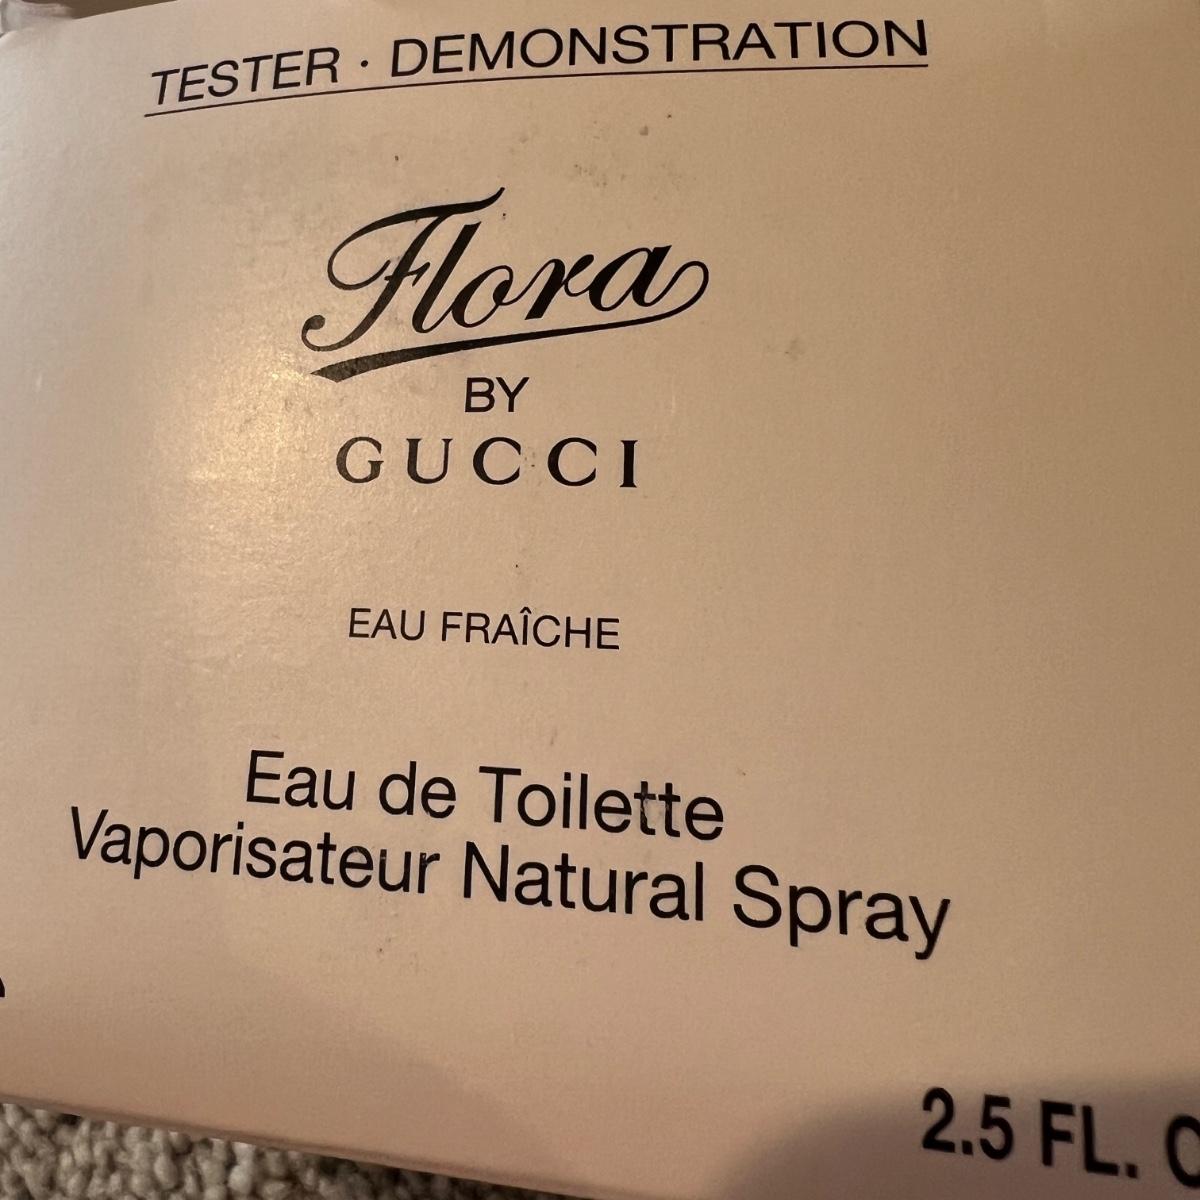 TESTER · DEMONSTRATION
Flora
BY
GUCCI
EAU FRAÎCHE
Eau de Toilette
Vaporisateur Natural Spray
2.5 FL.